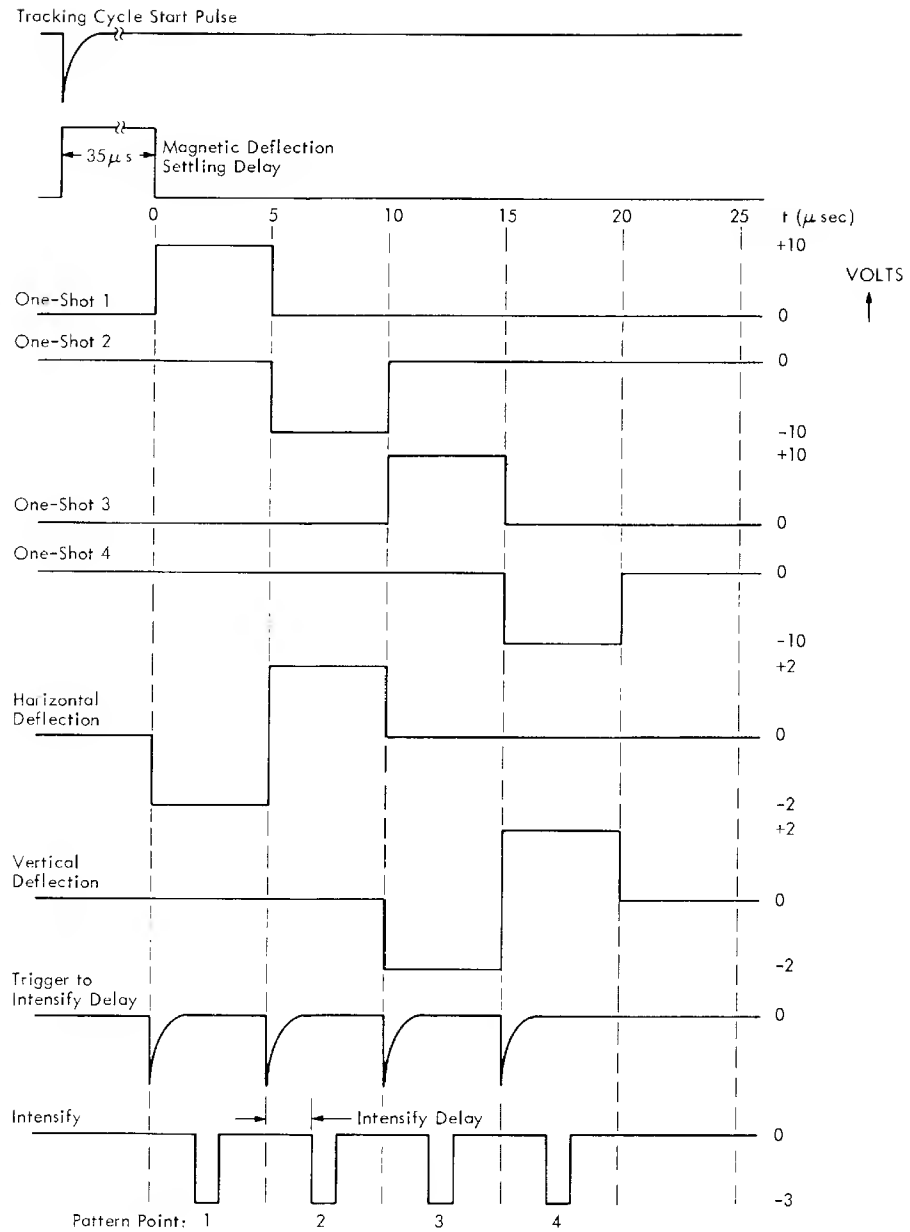 Tracking Cycle Start Pulse
35 μs
Magnetic Deflection
Settling Delay
0 5 10 15 20 25 t (μsec)
+10
VOLTS
One-Shot 1
0
One-Shot 2
0
-10
+10
One-Shot 3
0
One-Shot 4
0
-10
+2
Harizontal
Deflection
0
-2
+2
Vertical
Deflection
0
-2
Trigger to
Intensify Delay
0
Intensify
Intensify Delay
0
-3
Pattern Point: 1 2 3 4